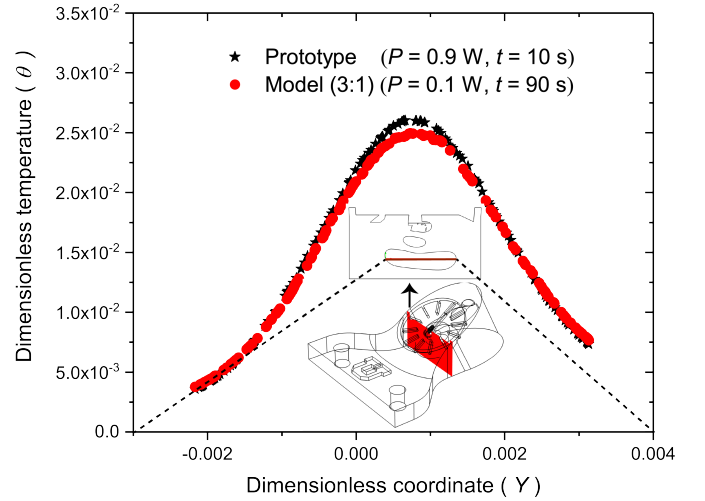 3.5x10⁻²
Prototype (P = 0.9 W, t = 10 s)
3.0x10⁻²
Model (3:1) (P = 0.1 W, t = 90 s)
2.5x10⁻²
2.0x10⁻²
1.5x10⁻²
1.0x10⁻²
5.0x10⁻³
0.0
Dimensionless temperature ( θ )
-0.002 0.000 0.002 0.004
Dimensionless coordinate ( Y )